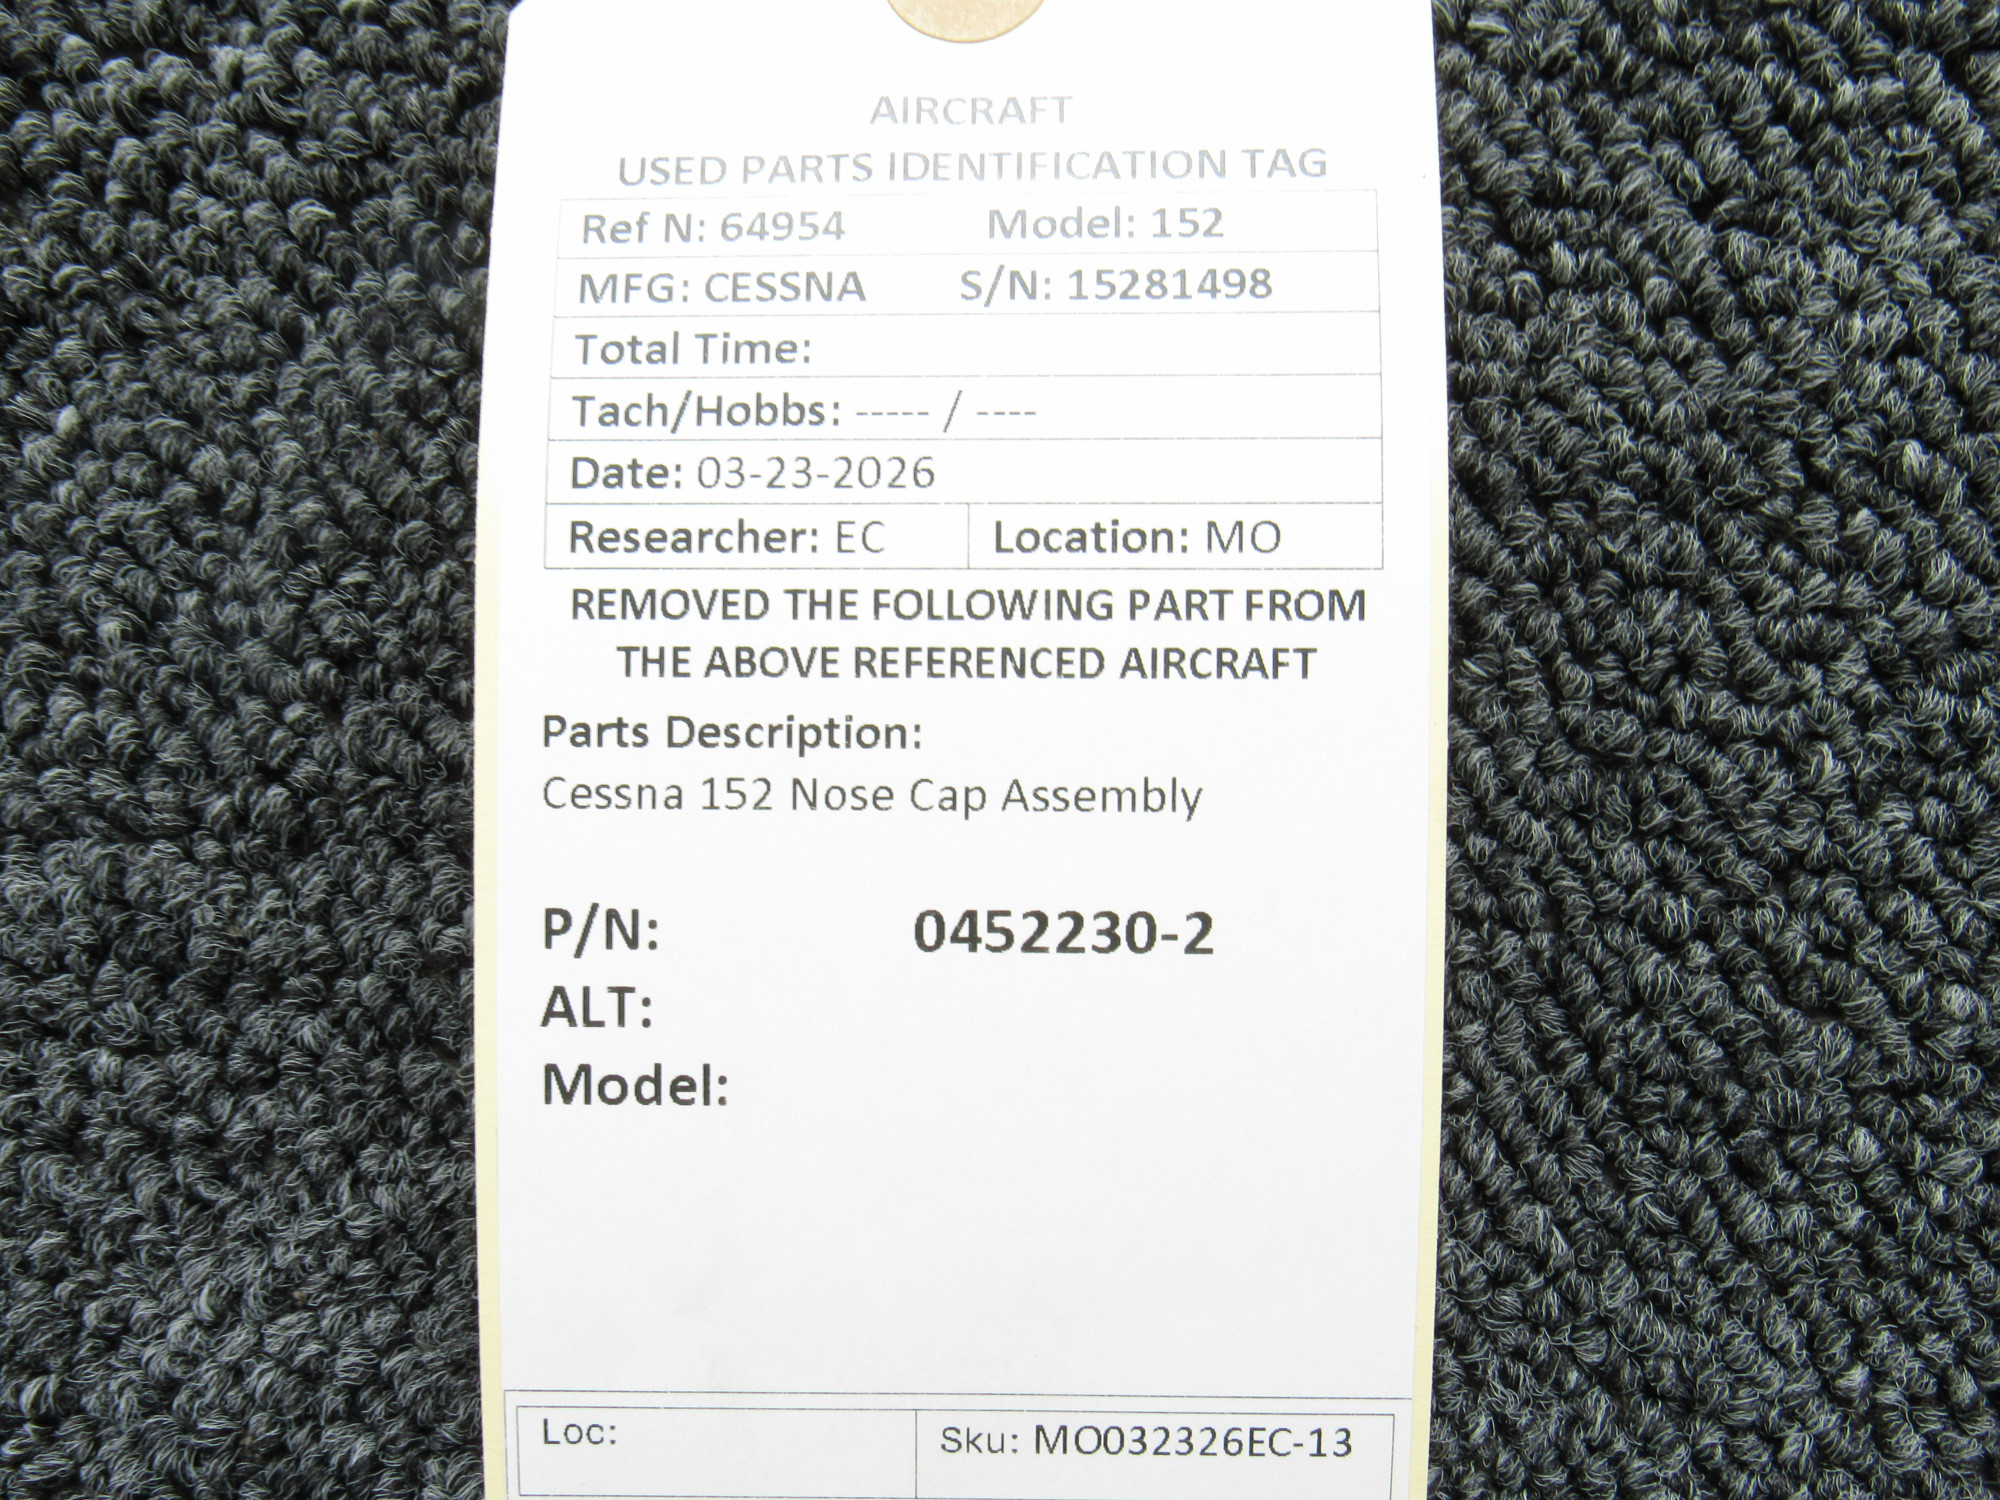 AIRCRAFT
USED PARTS IDENTIFICATION TAG
Ref N: 64954 Model: 152
MFG: CESSNA S/N: 15281498
Total Time:
Tach/Hobbs: ----- / ----
Date: 03-23-2026
Researcher: EC Location: MO
REMOVED THE FOLLOWING PART FROM
THE ABOVE REFERENCED AIRCRAFT
Parts Description:
Cessna 152 Nose Cap Assembly
P/N: 0452230-2
ALT:
Model:
Loc: Sku: MO032326EC-13